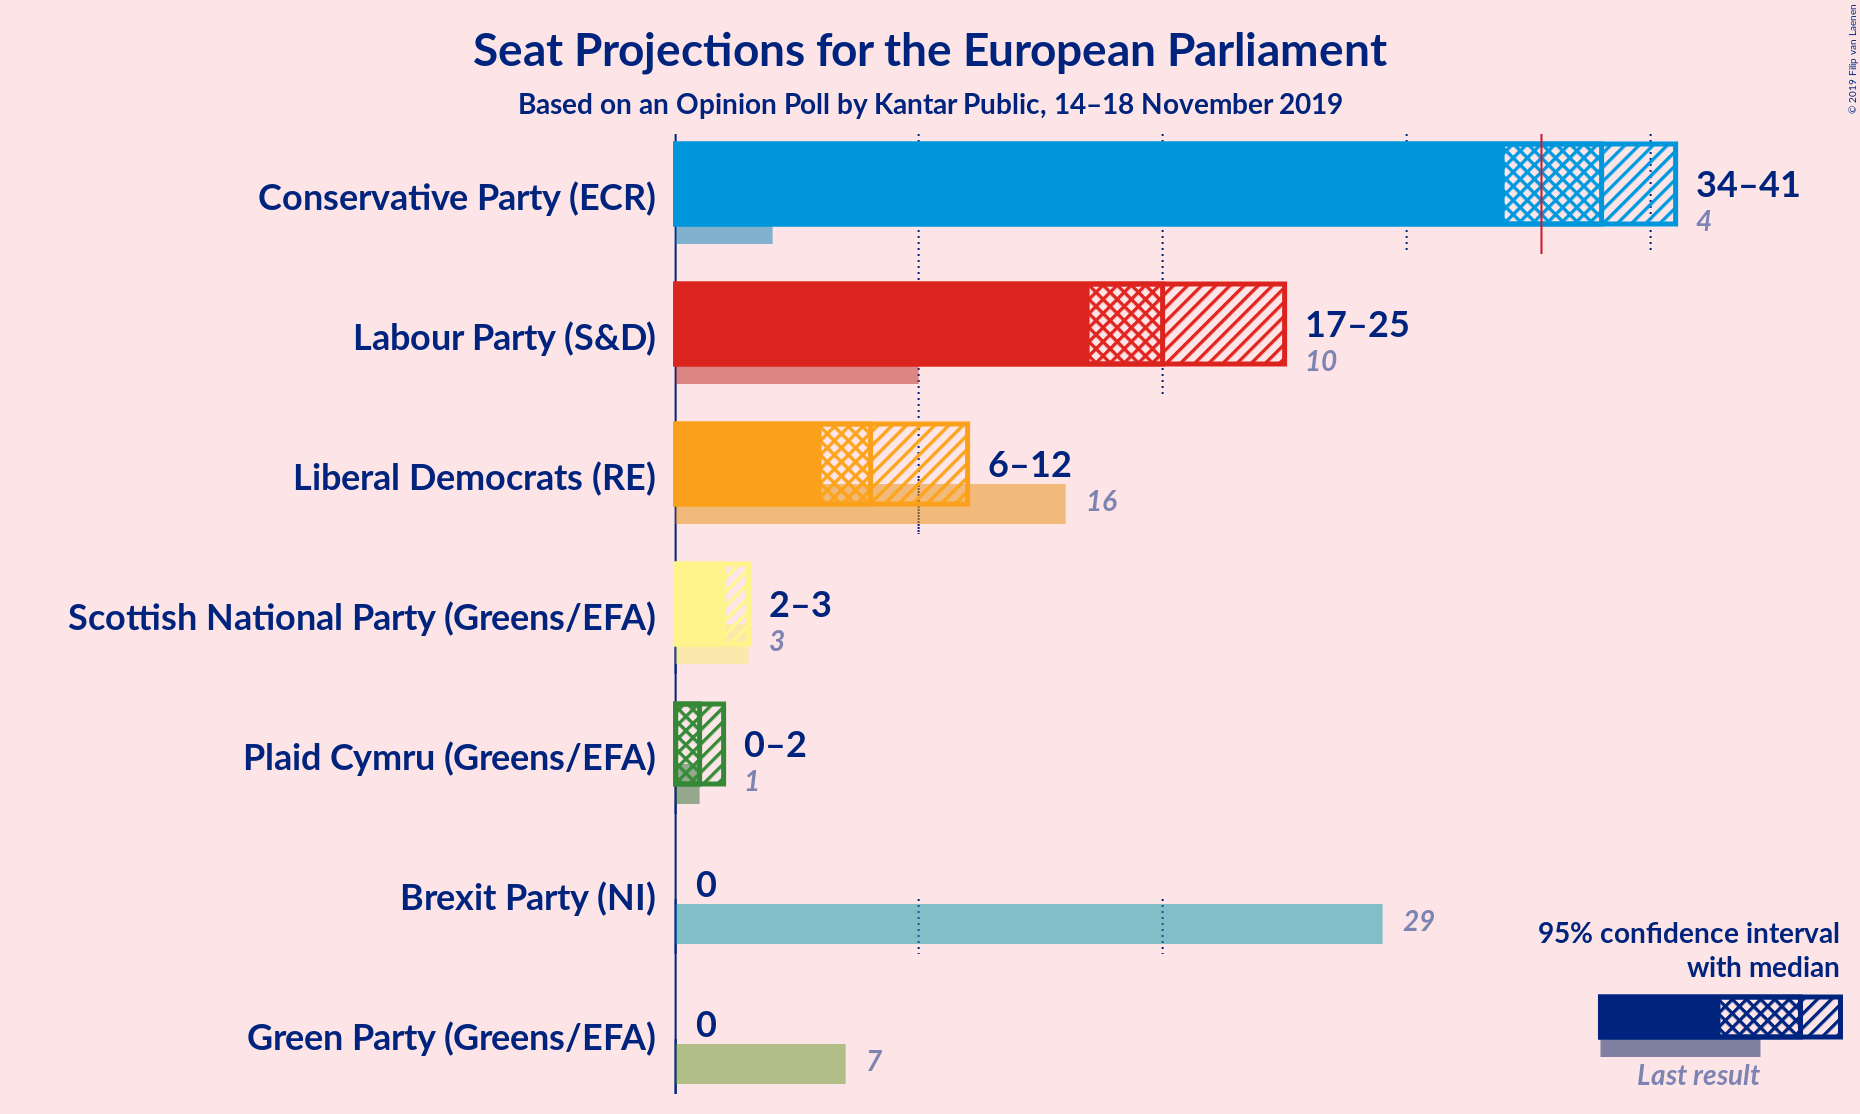 Seat Projections for the European Parliament
Based on an Opinion Poll by Kantar Public, 14–18 November 2019
© 2019 Filip van Laenen
Conservative Party (ECR)
34–41
4
Labour Party (S&D)
17–25
10
Liberal Democrats (RE)
6–12
16
Scottish National Party (Greens/EFA)
2–3
3
Plaid Cymru (Greens/EFA)
0–2
1
Brexit Party (NI)
0
29
Green Party (Greens/EFA)
0
7
95% confidence interval
with median
Last result